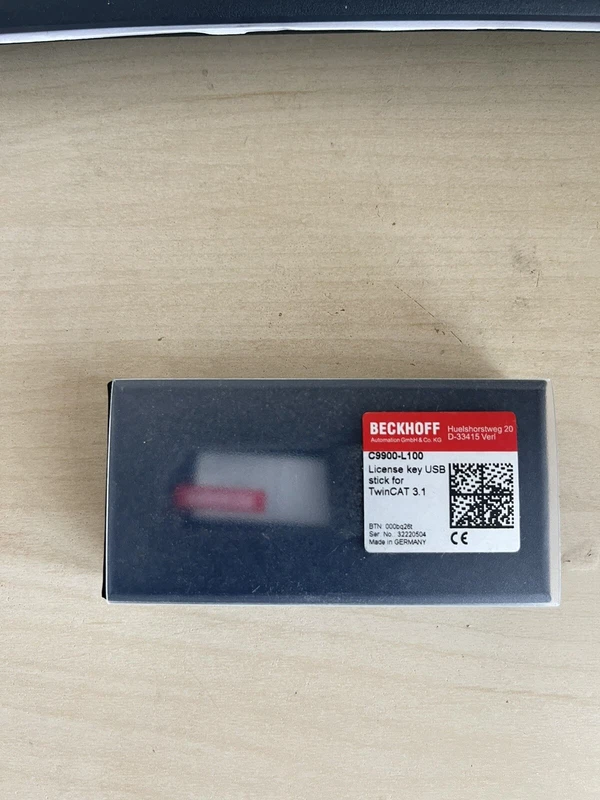 BECKHOFF
Automation GmbH & Co. KG
Huelshorstweg 20
D-33415 Verl
C9900-L100
License key USB
stick for
TwinCAT 3.1
BTN: 000bq26t
Ser. No.: 32220504
Made in GERMANY
CE